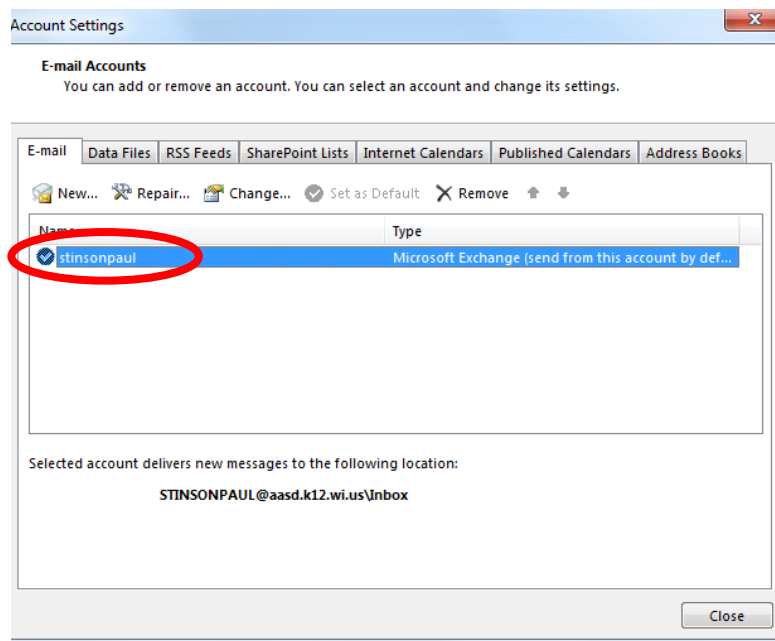 Account Settings
E-mail Accounts
You can add or remove an account. You can select an account and change its settings.
E-mail Data Files RSS Feeds SharePoint Lists Internet Calendars Published Calendars Address Books
New... Repair... Change... Set as Default Remove
Name Type
stinsonpaul Microsoft Exchange (send from this account by def...
Selected account delivers new messages to the following location:
STINSONPAUL@aasd.k12.wi.us\Inbox
Close